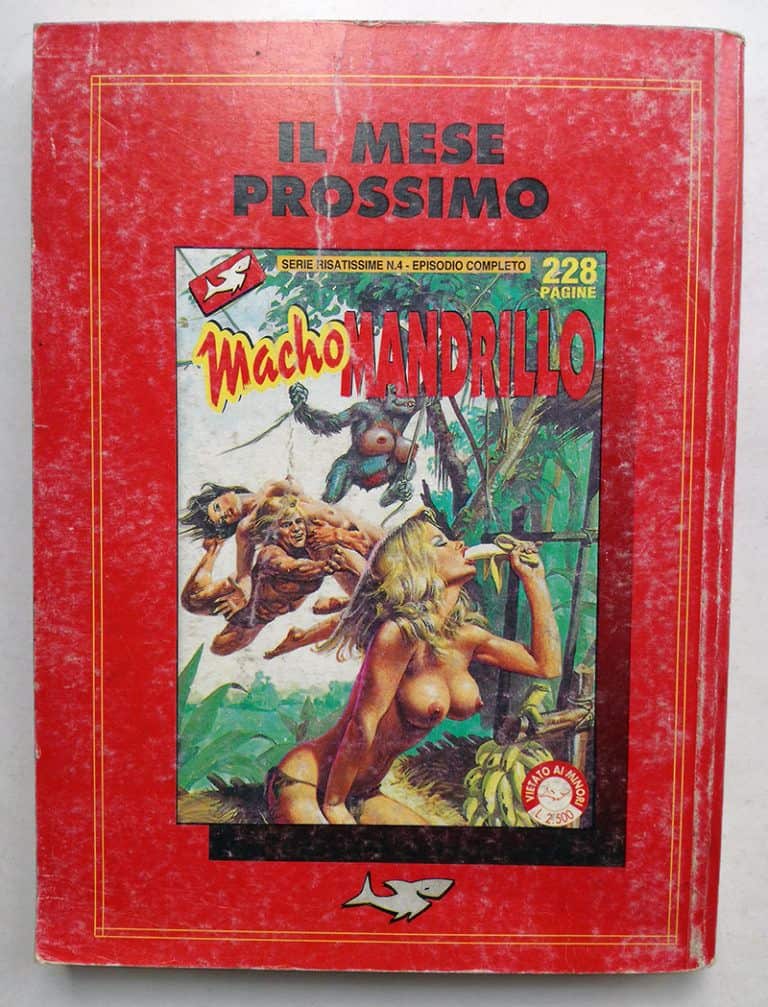 IL MESE
PROSSIMO
SERIE RISATISSIME N.4 - EPISODIO COMPLETO
228
PAGINE
Macho MANDRILLO
VIETATO AI MINORI
L. 2.500